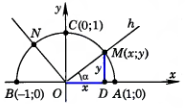 y
C(0;1)
h
N
M(x;y)
α
y
B(-1;0)
O
x
D
A(1;0)
x